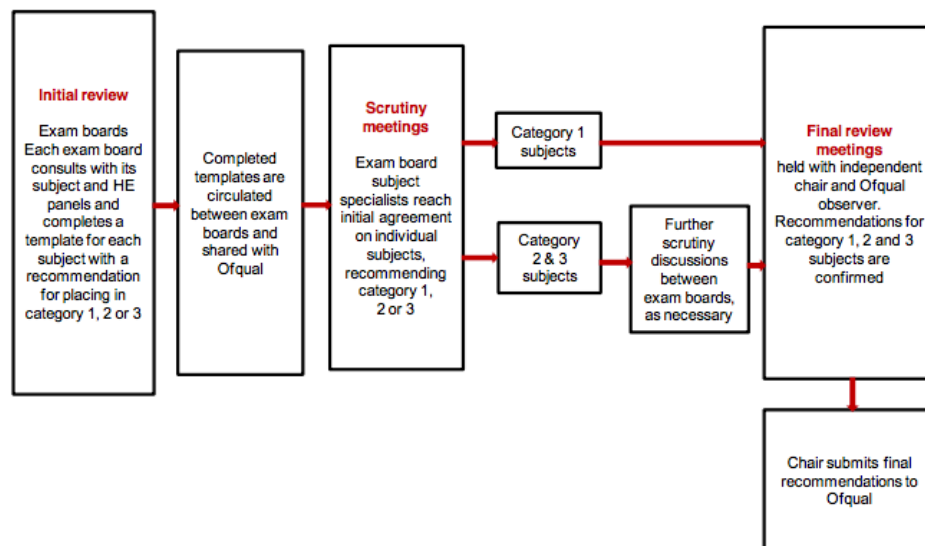 Initial review
Exam boards
Each exam board
consults with its
subject and HE
panels and
completes a
template for each
subject with a
recommendation
for placing in
category 1, 2 or 3
Completed
templates are
circulated
between exam
boards and
shared with
Ofqual
Scrutiny
meetings
Exam board
subject
specialists reach
initial agreement
on individual
subjects,
recommending
category 1,
2 or 3
Category 1
subjects
Category
2 & 3
subjects
Further
scrutiny
discussions
between
exam boards,
as necessary
Final review
meetings
held with independent
chair and Ofqual
observer.
Recommendations for
category 1, 2 and 3
subjects are
confirmed
Chair submits final
recommendations to
Ofqual